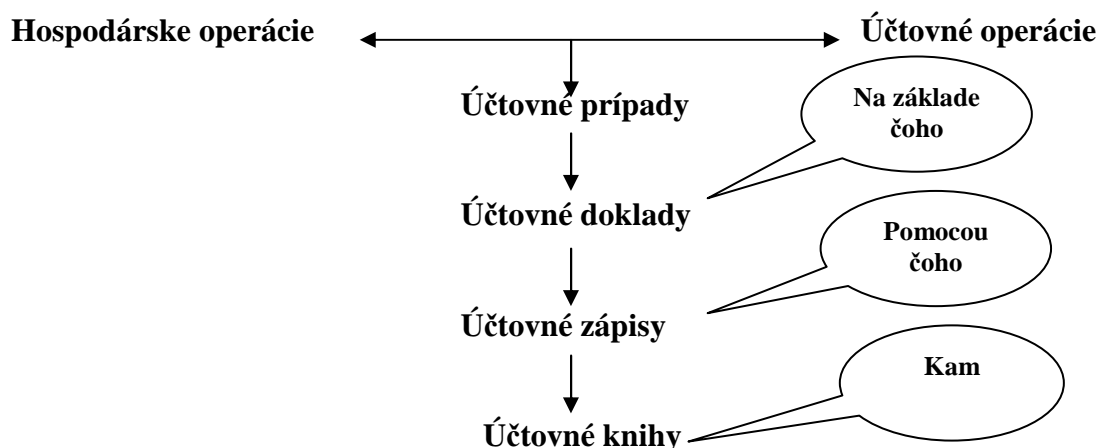 Hospodárske operácie
Účtovné operácie
Účtovné prípady
Na základe
čoho
Účtovné doklady
Pomocou
čoho
Účtovné zápisy
Kam
Účtovné knihy